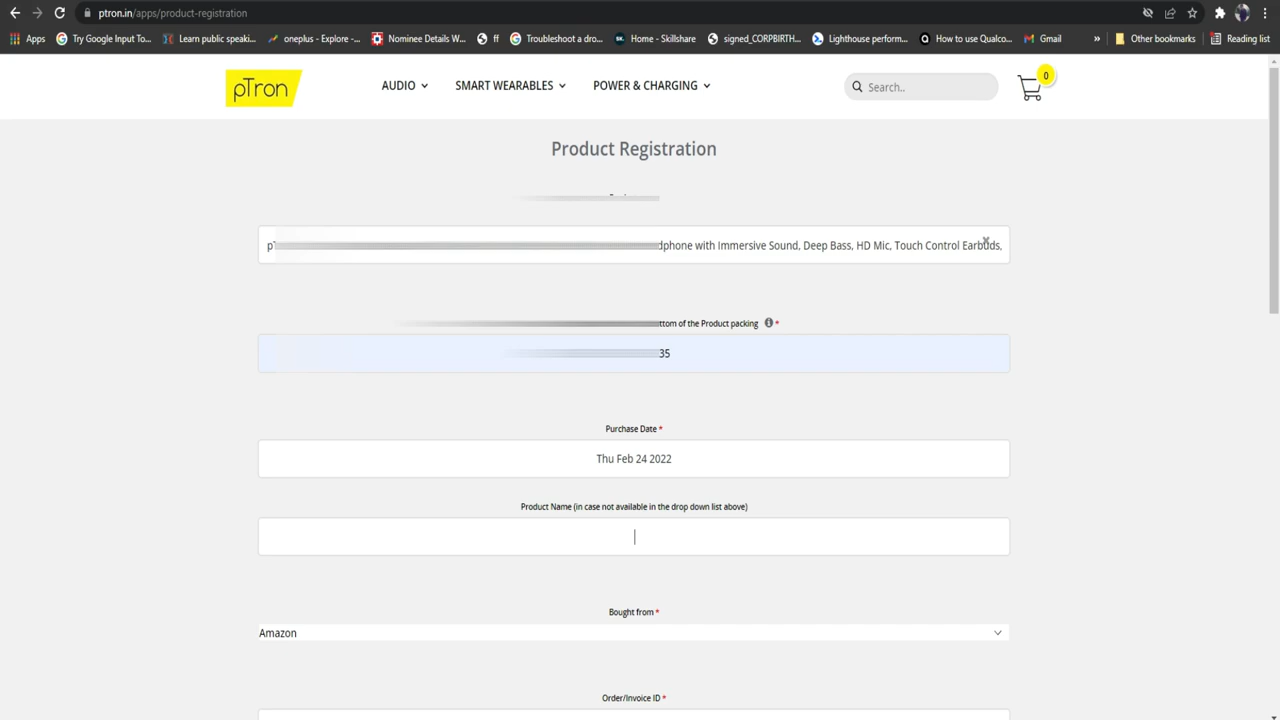 ptron.in/apps/product-registration
Apps Try Google Input To... Learn public speaki... oneplus - Explore -... Nominee Details W... ff Troubleshoot a dro... Home - Skillshare signed_CORPBIRTH... Lighthouse perform... How to use Qualco... Gmail » Other bookmarks Reading list
pTron AUDIO SMART WEARABLES POWER & CHARGING Search.. 0
Product Registration
dphone with Immersive Sound, Deep Bass, HD Mic, Touch Control Earbuds,
ttom of the Product packing *
35
Purchase Date *
Thu Feb 24 2022
Product Name (in case not available in the drop down list above)
Bought from *
Amazon
Order/Invoice ID *